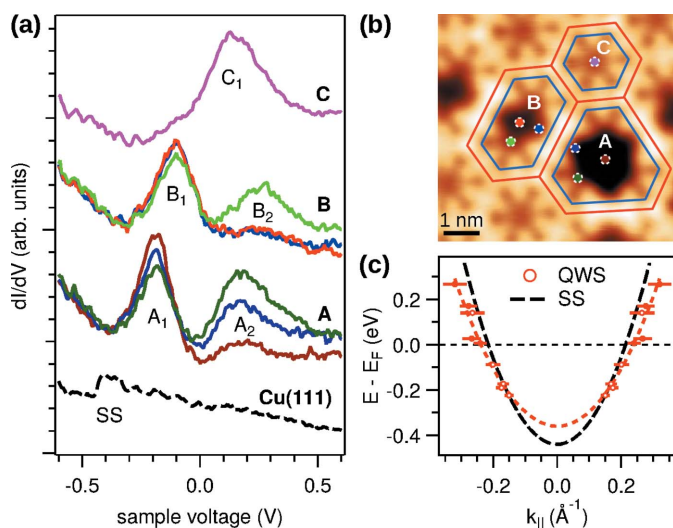 (a)
dI/dV (arb. units)
C1
C
B1
B2
B
A1
A2
A
Cu(111)
SS
-0.5
0.0
0.5
sample voltage (V)
(b)
C
B
A
1 nm
(c)
QWS
SS
E - EF (eV)
0.2
0.0
-0.2
-0.4
-0.2
0.0
0.2
k|| (Å-1)